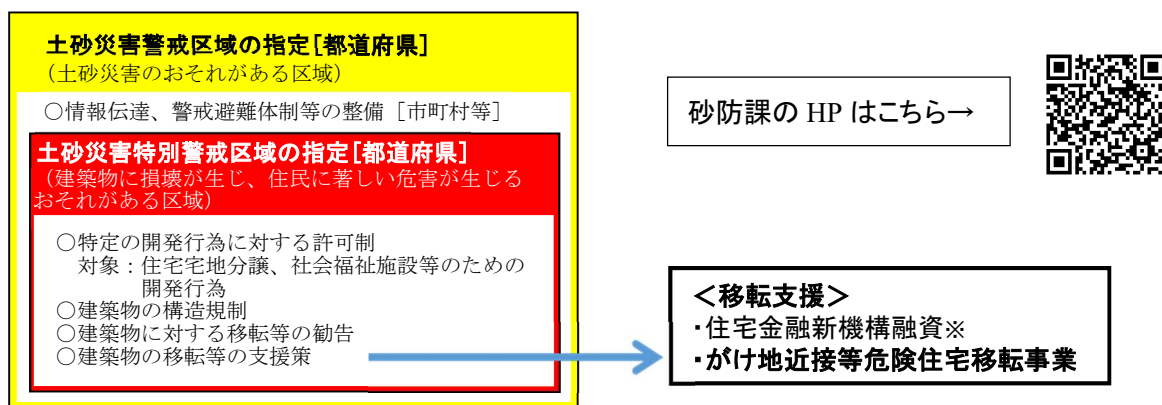 土砂災害警戒区域の指定[都道府県]
（土砂災害のおそれがある区域）
○情報伝達、警戒避難体制等の整備［市町村等］
土砂災害特別警戒区域の指定[都道府県]
（建築物に損壊が生じ、住民に著しい危害が生じる
おそれがある区域）
○特定の開発行為に対する許可制
対象：住宅宅地分譲、社会福祉施設等のための
開発行為
○建築物の構造規制
○建築物に対する移転等の勧告
○建築物の移転等の支援策
砂防課の HP はこちら→
＜移転支援＞
・住宅金融新機構融資※
・がけ地近接等危険住宅移転事業